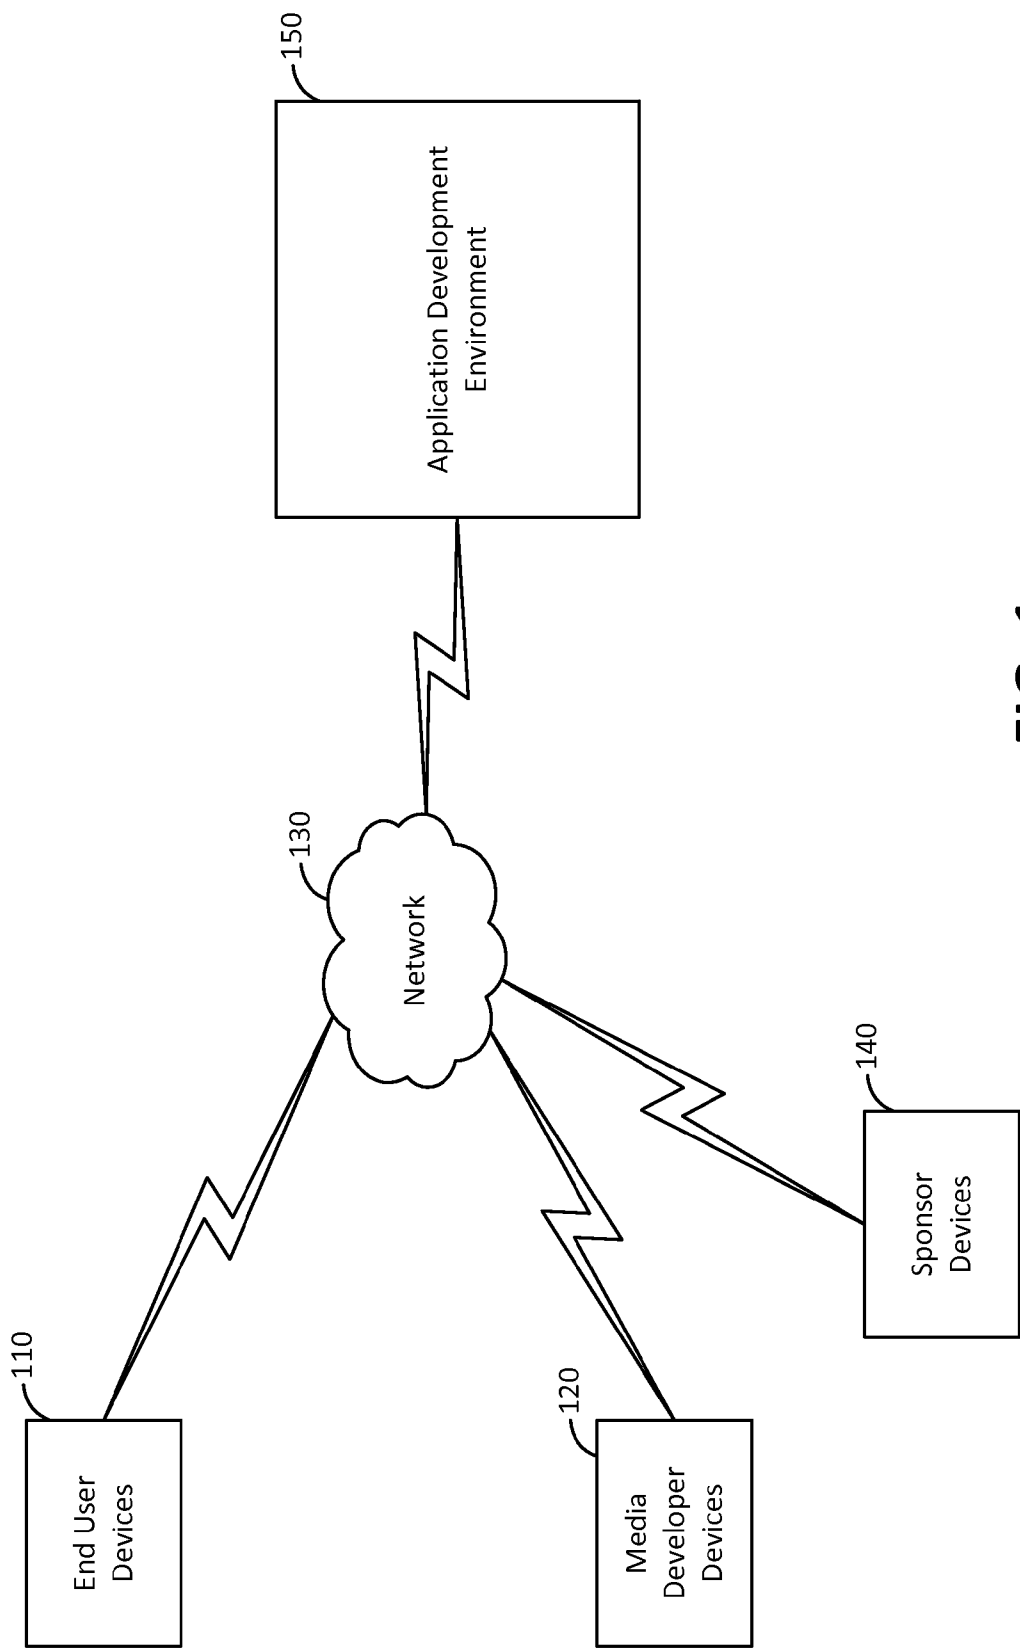 110
End User
Devices
120
Media
Developer
Devices
140
Sponsor
Devices
130
Network
150
Application Development
Environment